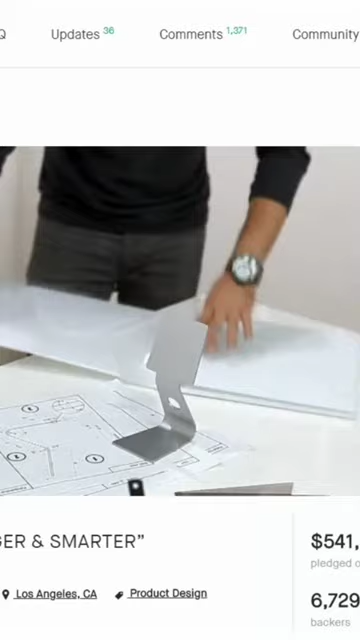 Updates 36 Comments 1,371 Community
GER & SMARTER”
$541,
pledged o
Los Angeles, CA Product Design
6,729
backers